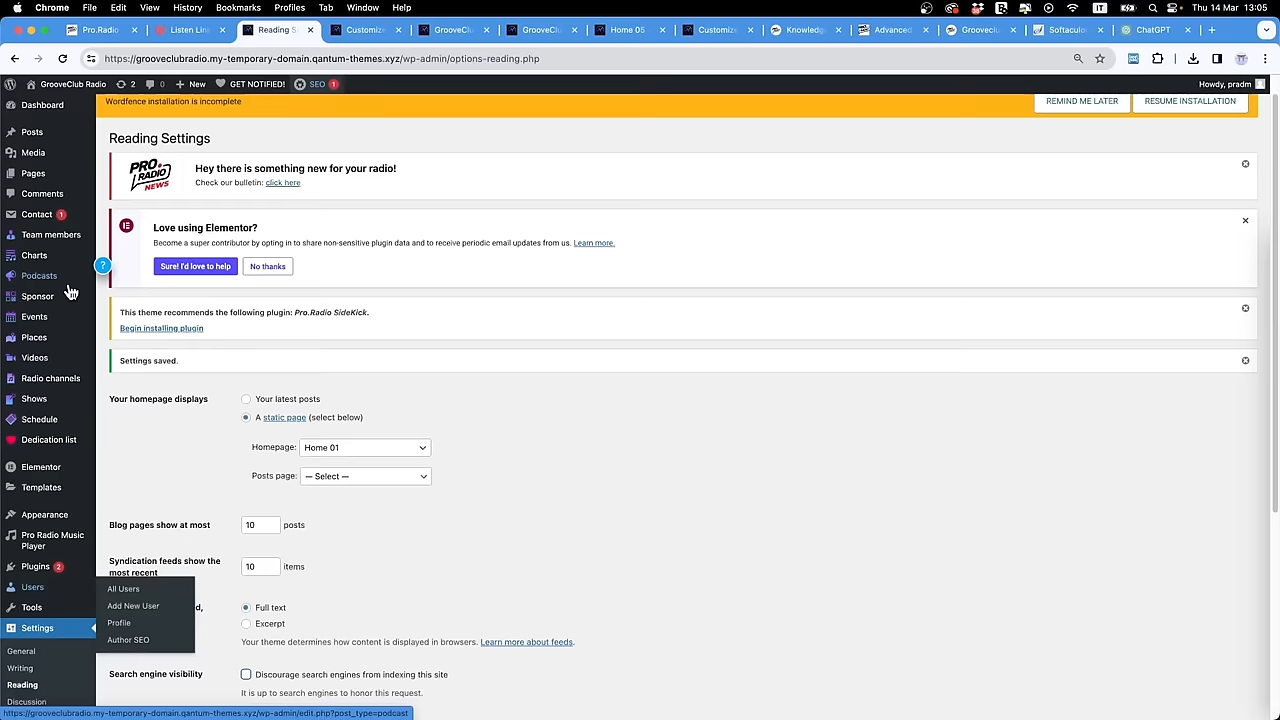 Chrome File Edit View History Bookmarks Profiles Tab Window Help Thu 14 Mar 13:05
Pro.Radio Listen Lin Reading S Customize GrooveClu GrooveClu Home 05 Customize Knowledge Advanced Grooveclu Softaculou ChatGPT
https://grooveclubradio.my-temporary-domain.qantum-themes.xyz/wp-admin/options-reading.php
GrooveClub Radio 2 0 New GET NOTIFIED! SEO 1 Howdy, pradm
Wordfence installation is incomplete REMIND ME LATER RESUME INSTALLATION
Dashboard
Posts
Media
Pages
Comments
Contact 1
Team members
Charts
Podcasts
Sponsor
Events
Places
Videos
Radio channels
Shows
Schedule
Dedication list
Elementor
Templates
Appearance
Pro Radio Music
Player
Plugins 2
Users
Tools
Settings
General
Writing
Reading
Discussion
All Users
Add New User
Profile
Author SEO
?
Reading Settings
PRO.
RADIO
NEWS
Hey there is something new for your radio!
Check our bulletin: click here
Love using Elementor?
Become a super contributor by opting in to share non-sensitive plugin data and to receive periodic email updates from us. Learn more.
Sure! I'd love to help No thanks
This theme recommends the following plugin: Pro.Radio SideKick.
Begin installing plugin
Settings saved.
Your homepage displays Your latest posts
A static page (select below)
Homepage: Home 01
Posts page: — Select —
Blog pages show at most 10 posts
Syndication feeds show the
most recent
10 items
d, Full text
Excerpt
Your theme determines how content is displayed in browsers. Learn more about feeds.
Search engine visibility Discourage search engines from indexing this site
It is up to search engines to honor this request.
https://grooveclubradio.my-temporary-domain.qantum-themes.xyz/wp-admin/edit.php?post_type=podcast